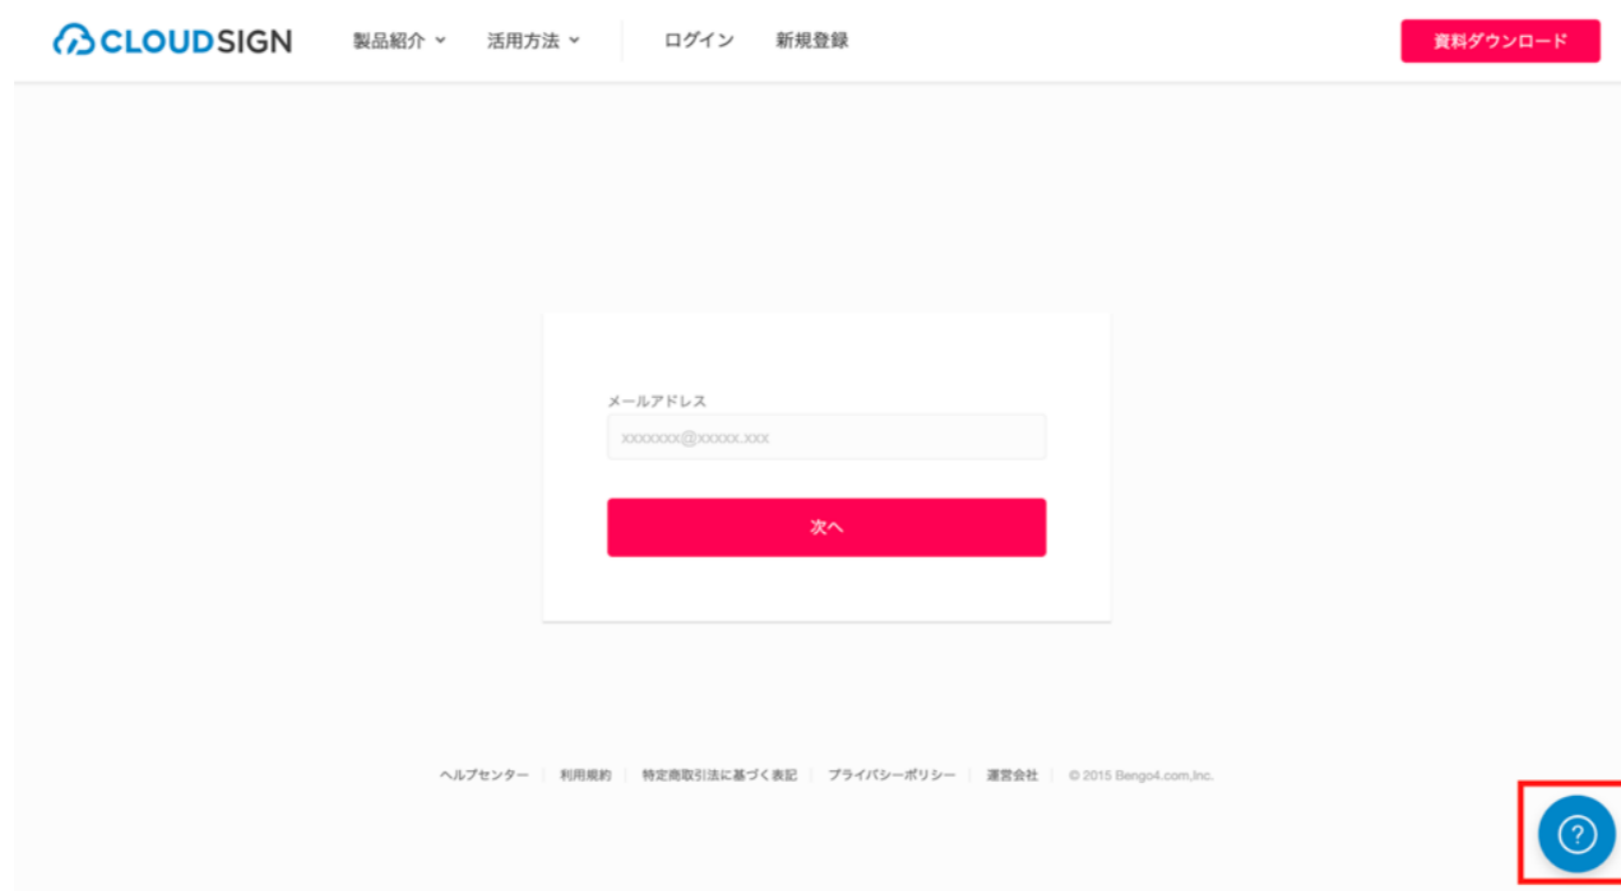 CLOUDSIGN 製品紹介 活用方法 ログイン 新規登録 資料ダウンロード
メールアドレス
xxxxxxx@xxxxx.xxx
次へ
ヘルプセンター 利用規約 特定商取引法に基づく表記 プライバシーポリシー 運営会社 © 2015 Bengo4.com,Inc.
?